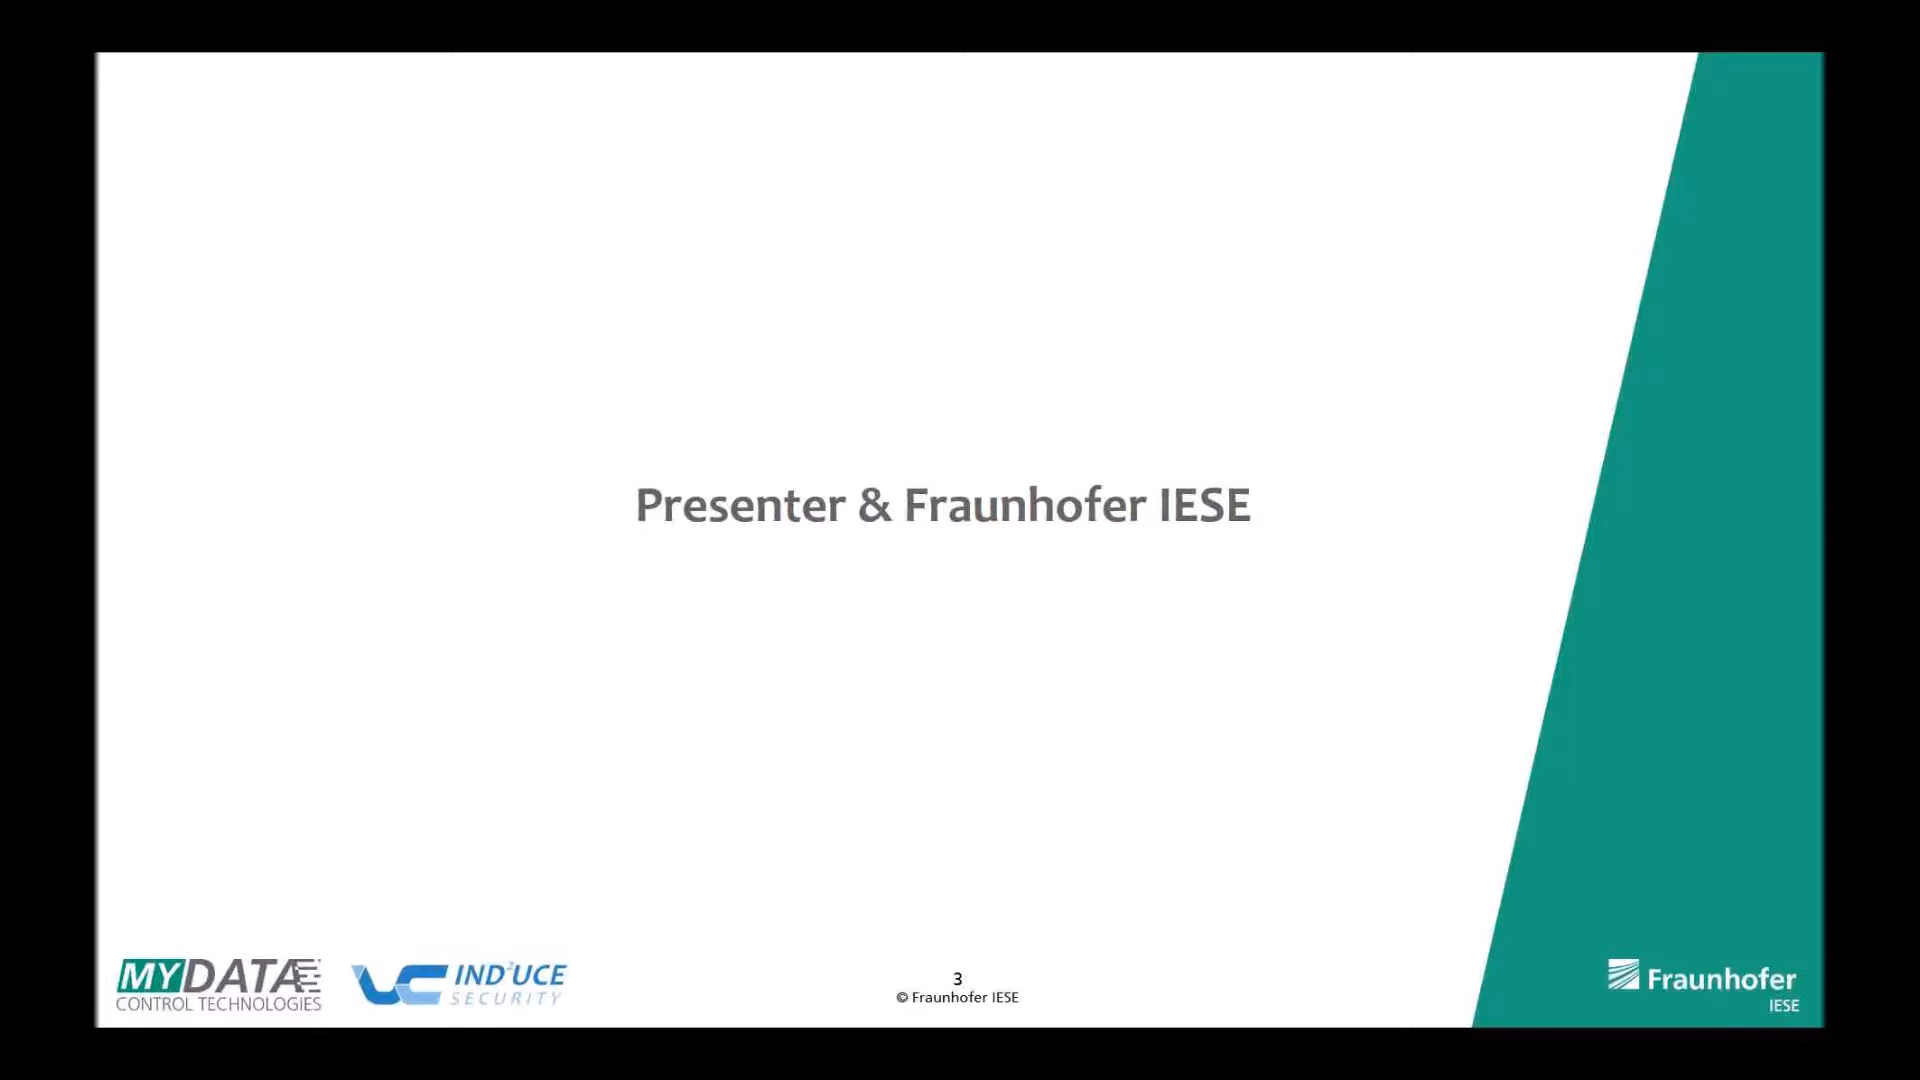 Presenter & Fraunhofer IESE
MYDATA
CONTROL TECHNOLOGIES
IND²UCE
SECURITY
3
© Fraunhofer IESE
Fraunhofer
IESE